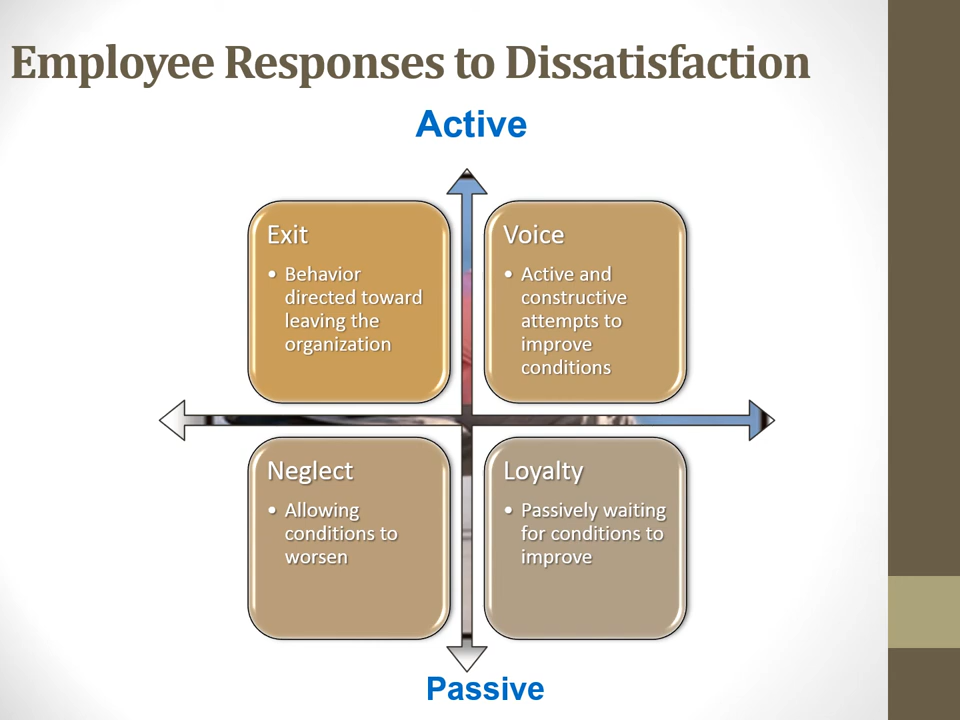 Employee Responses to Dissatisfaction
Active
Exit
• Behavior
directed toward
leaving the
organization
Voice
• Active and
constructive
attempts to
improve
conditions
Neglect
• Allowing
conditions to
worsen
Loyalty
• Passively waiting
for conditions to
improve
Passive